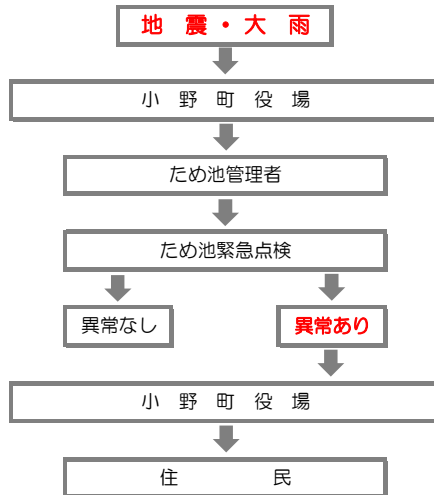 地　震・大　雨
小　野　町　役　場
ため池管理者
ため池緊急点検
異常なし
異常あり
小　野　町　役　場
住　　　　　民